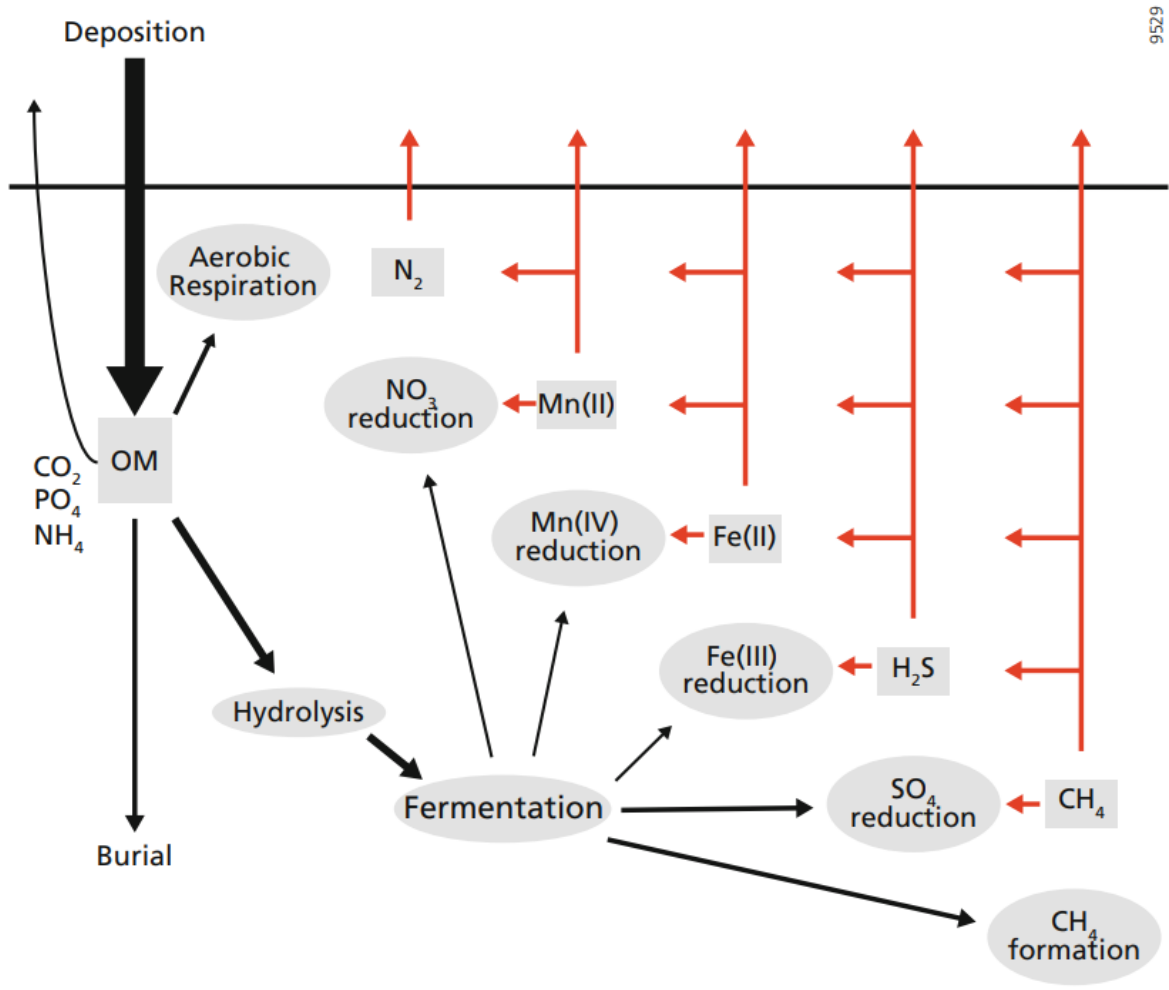 Deposition
9529
Aerobic
Respiration
N₂
NO₃
reduction
Mn(II)
OM
CO₂
PO₄
NH₄
Mn(IV)
reduction
Fe(II)
Fe(III)
reduction
H₂S
Hydrolysis
Fermentation
SO₄
reduction
CH₄
Burial
CH₄
formation